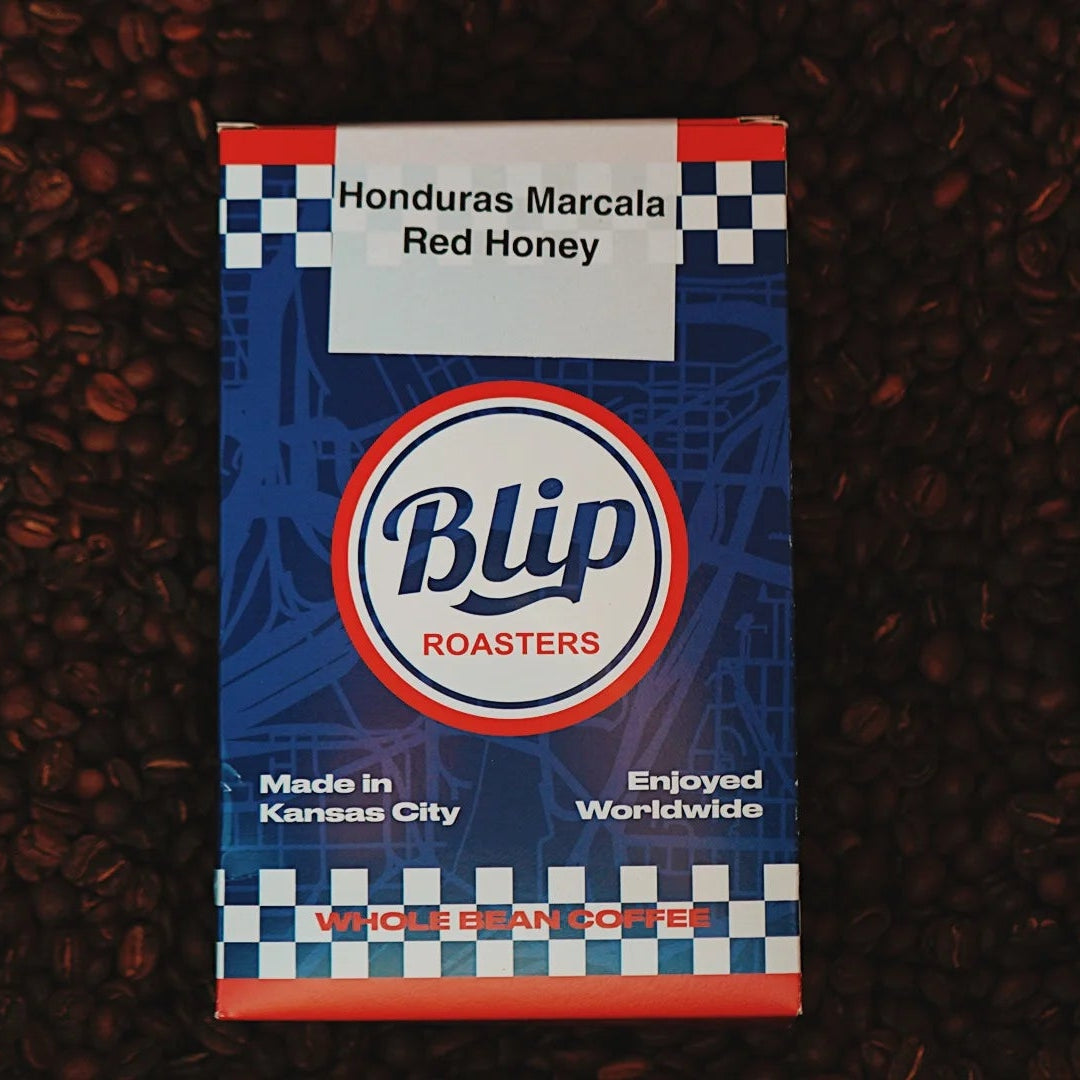 Honduras Marcala
Red Honey
Blip
ROASTERS
Made in
Kansas City
Enjoyed
Worldwide
WHOLE BEAN COFFEE